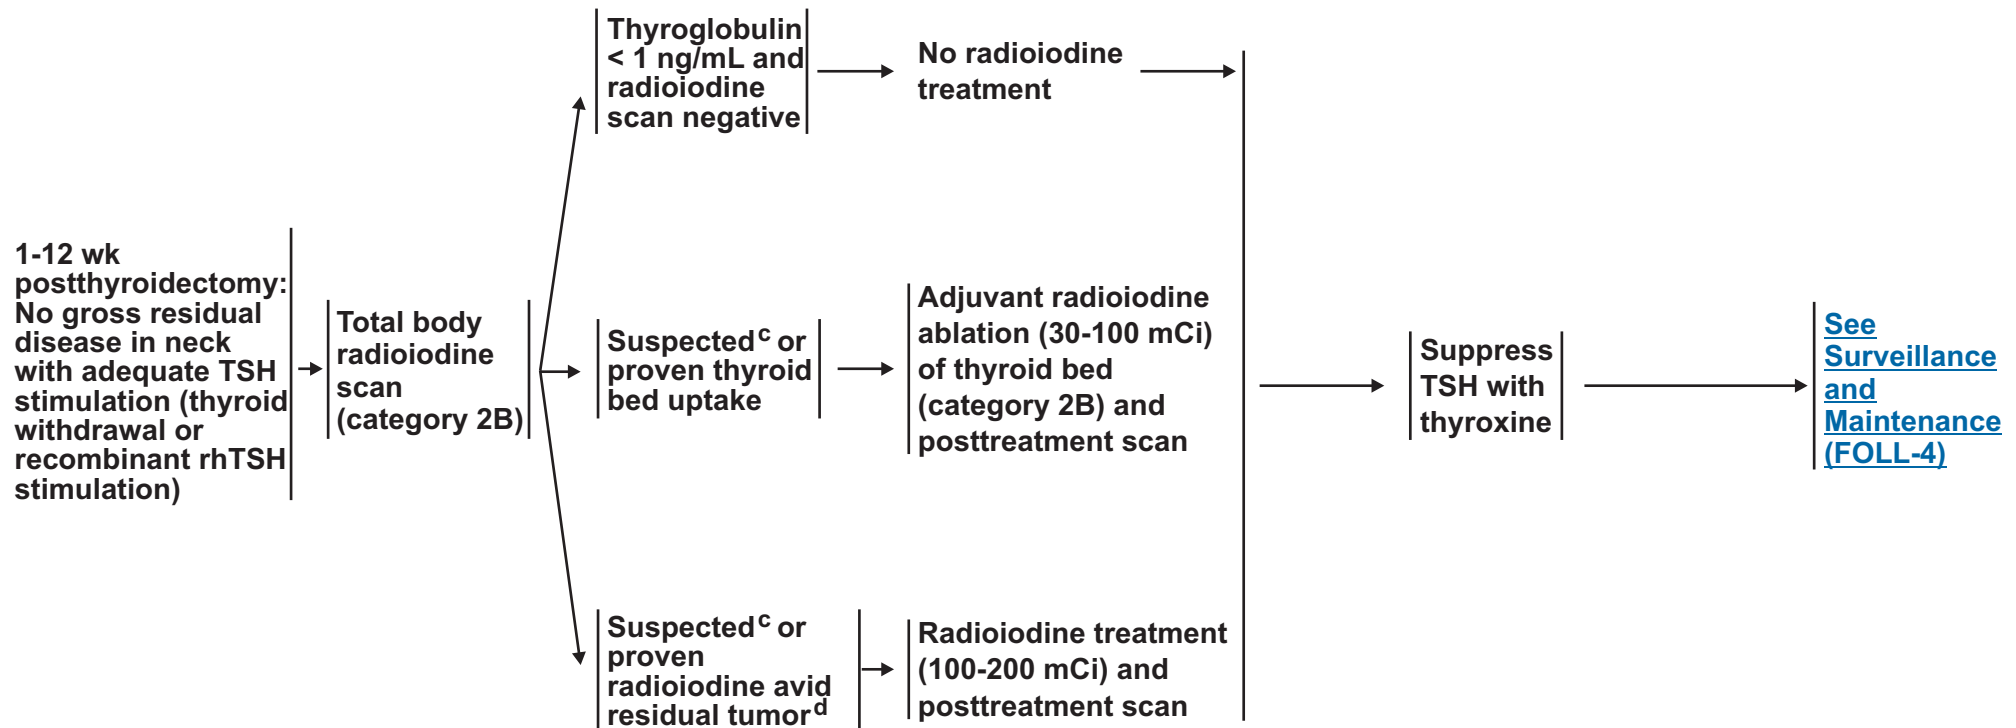 1-12 wk
postthyroidectomy:
No gross residual
disease in neck
with adequate TSH
stimulation (thyroid
withdrawal or
recombinant rhTSH
stimulation)
Total body
radioiodine
scan
(category 2B)
Thyroglobulin
< 1 ng/mL and
radioiodine
scan negative
No radioiodine
treatment
Suspected c or
proven thyroid
bed uptake
Adjuvant radioiodine
ablation (30-100 mCi)
of thyroid bed
(category 2B) and
posttreatment scan
Suspected c or
proven
radioiodine avid
residual tumor d
Radioiodine treatment
(100-200 mCi) and
posttreatment scan
Suppress
TSH with
thyroxine
See
Surveillance
and
Maintenance
(FOLL-4)